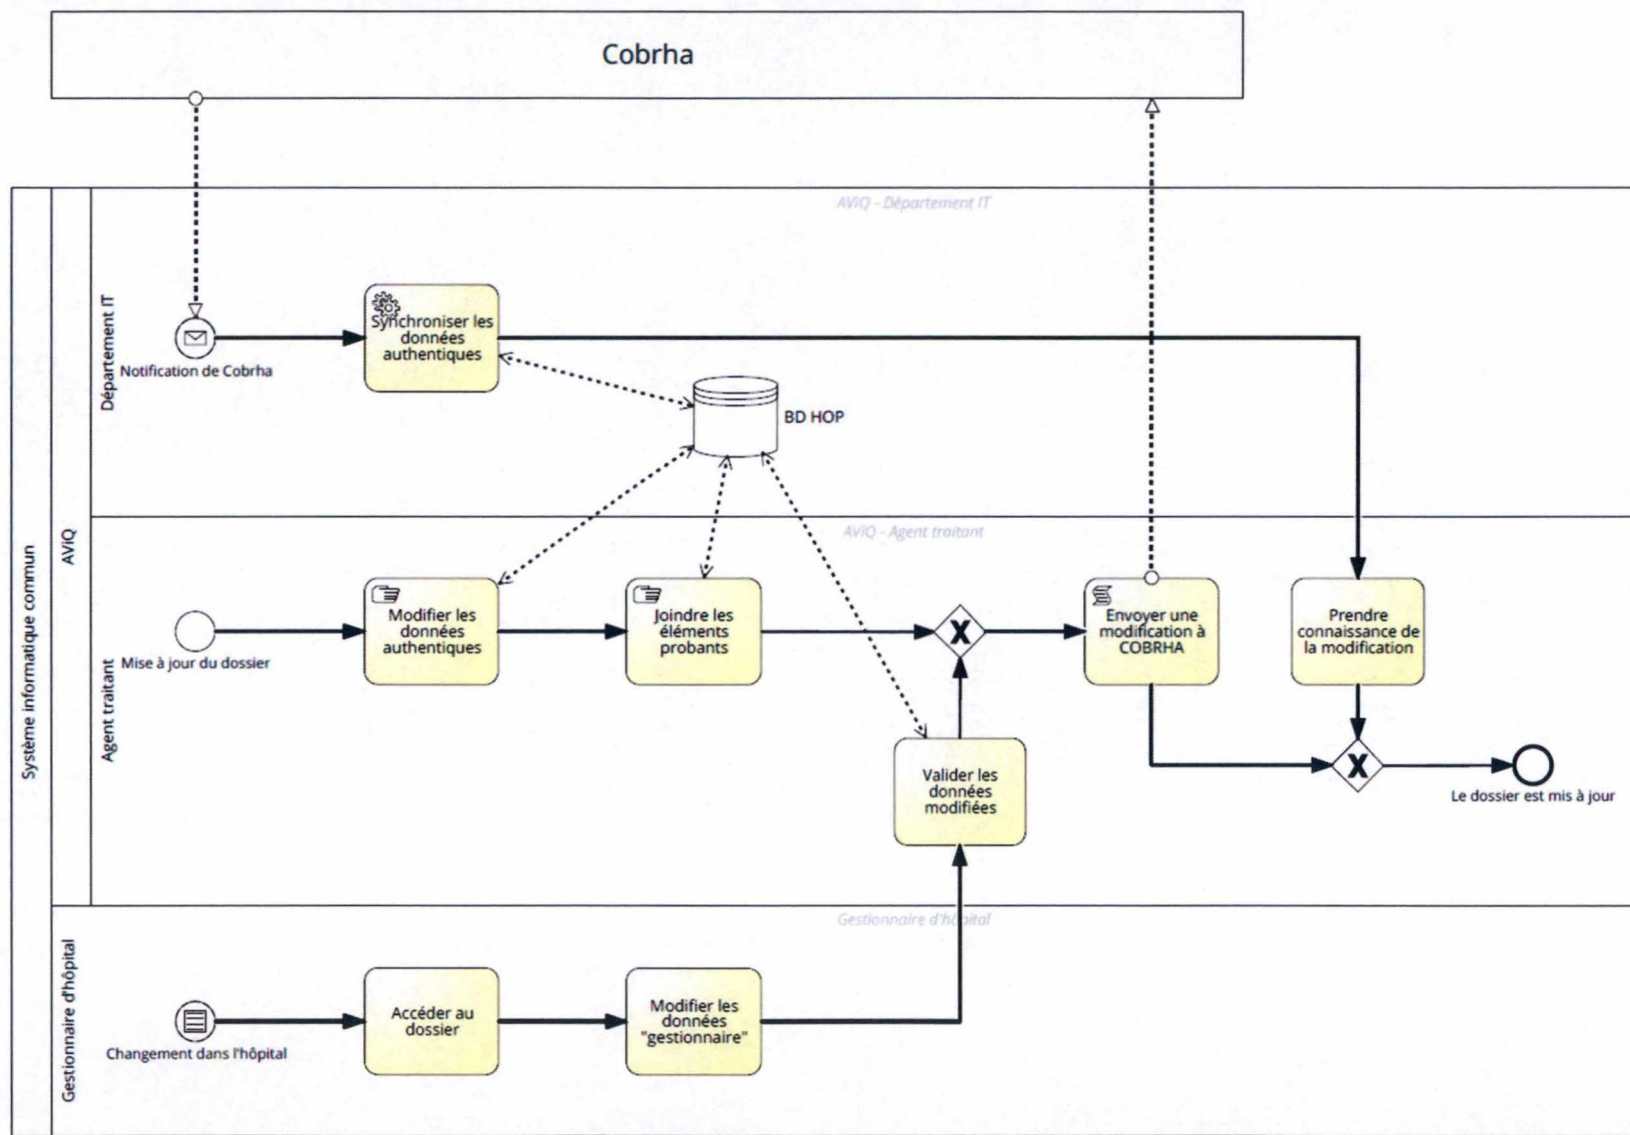 Cobrha
AViQ - Département IT
Département IT
Notification de Cobrha
Synchroniser les
données
authentiques
BD HOP
Système informatique commun
AViQ
AViQ - Agent traitant
Agent traitant
Mise à jour du dossier
Modifier les
données
authentiques
Joindre les
éléments
probants
X
Envoyer une
modification à
COBRHA
Prendre
connaissance de
la modification
Valider les
données
modifiées
X
Le dossier est mis à jour
Gestionnaire d'hôpital
Gestionnaire d'hôpital
Changement dans l'hôpital
Accéder au
dossier
Modifier les
données
"gestionnaire"